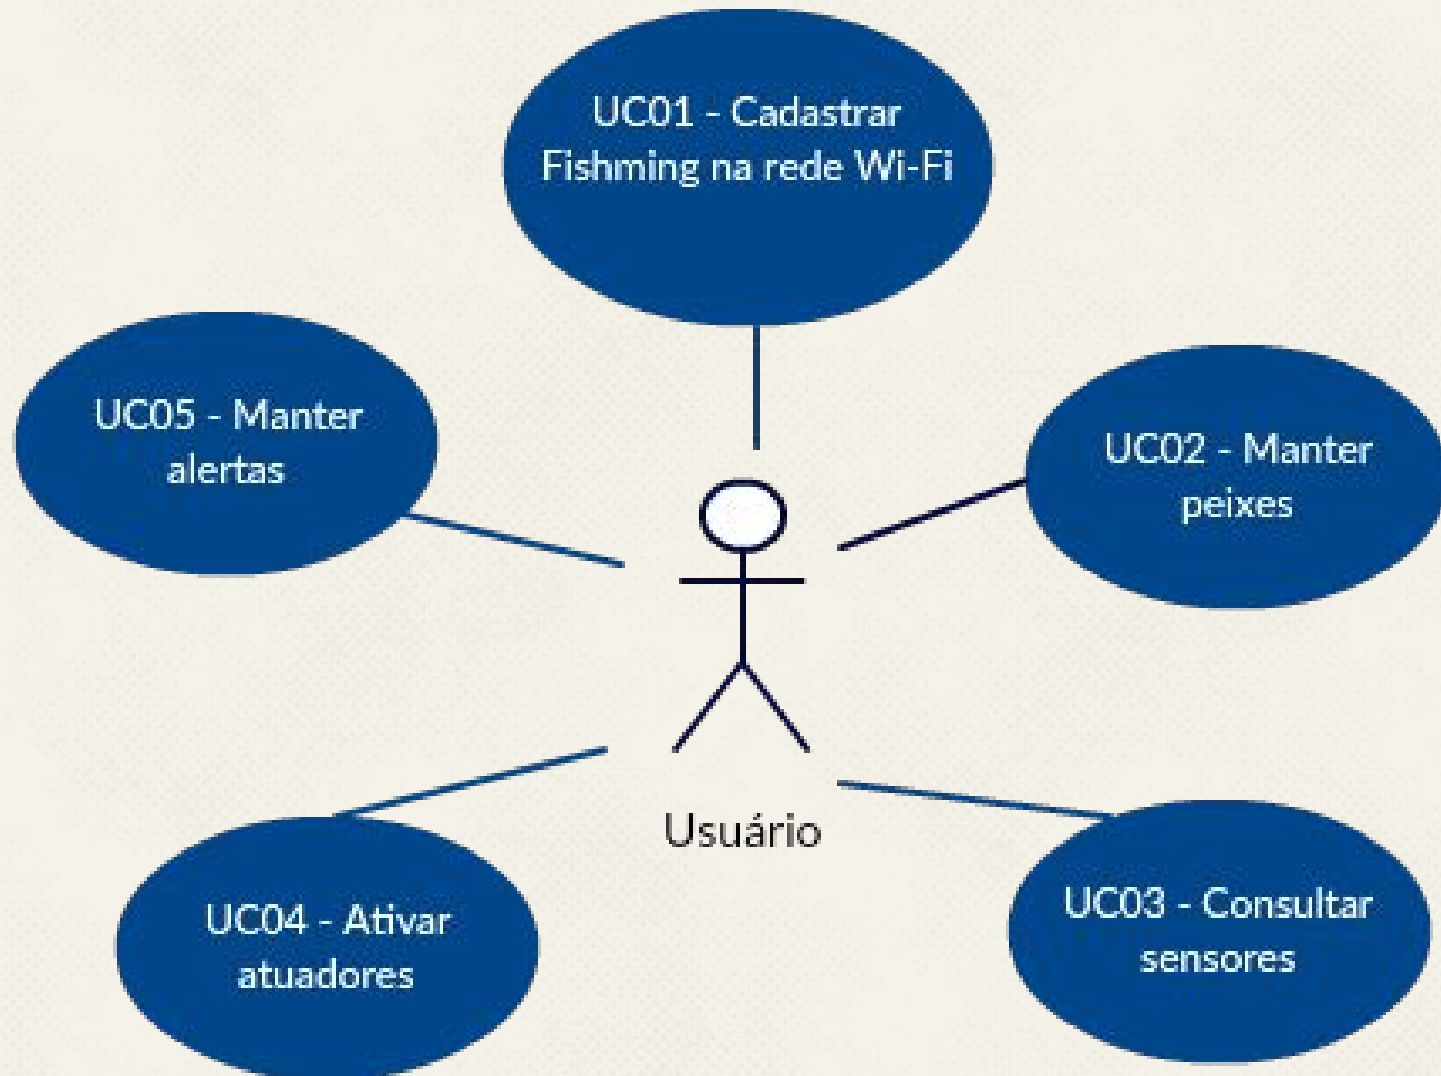 UC01 - Cadastrar
Fishming na rede Wi-Fi
UC05 - Manter
alertas
UC02 - Manter
peixes
Usuário
UC04 - Ativar
atuadores
UC03 - Consultar
sensores